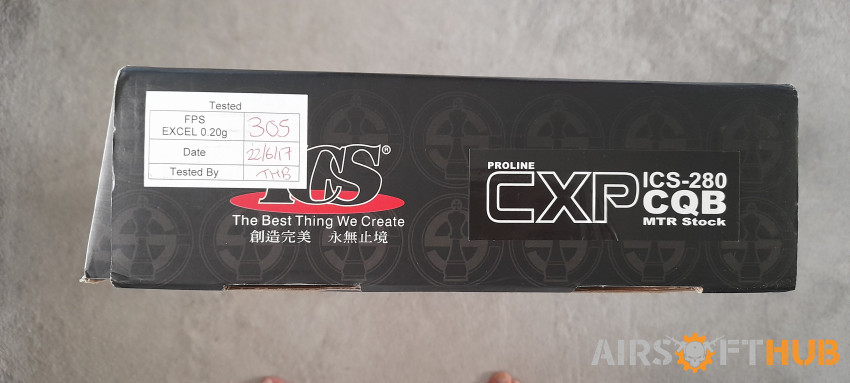 Tested
FPS
EXCEL 0.20g
305
Date
22/6/17
Tested By
THB
ICS®
The Best Thing We Create
創造完美 永無止境
PROLINE
CXP
ICS-280
CQB
MTR Stock
AIRSOFTHUB